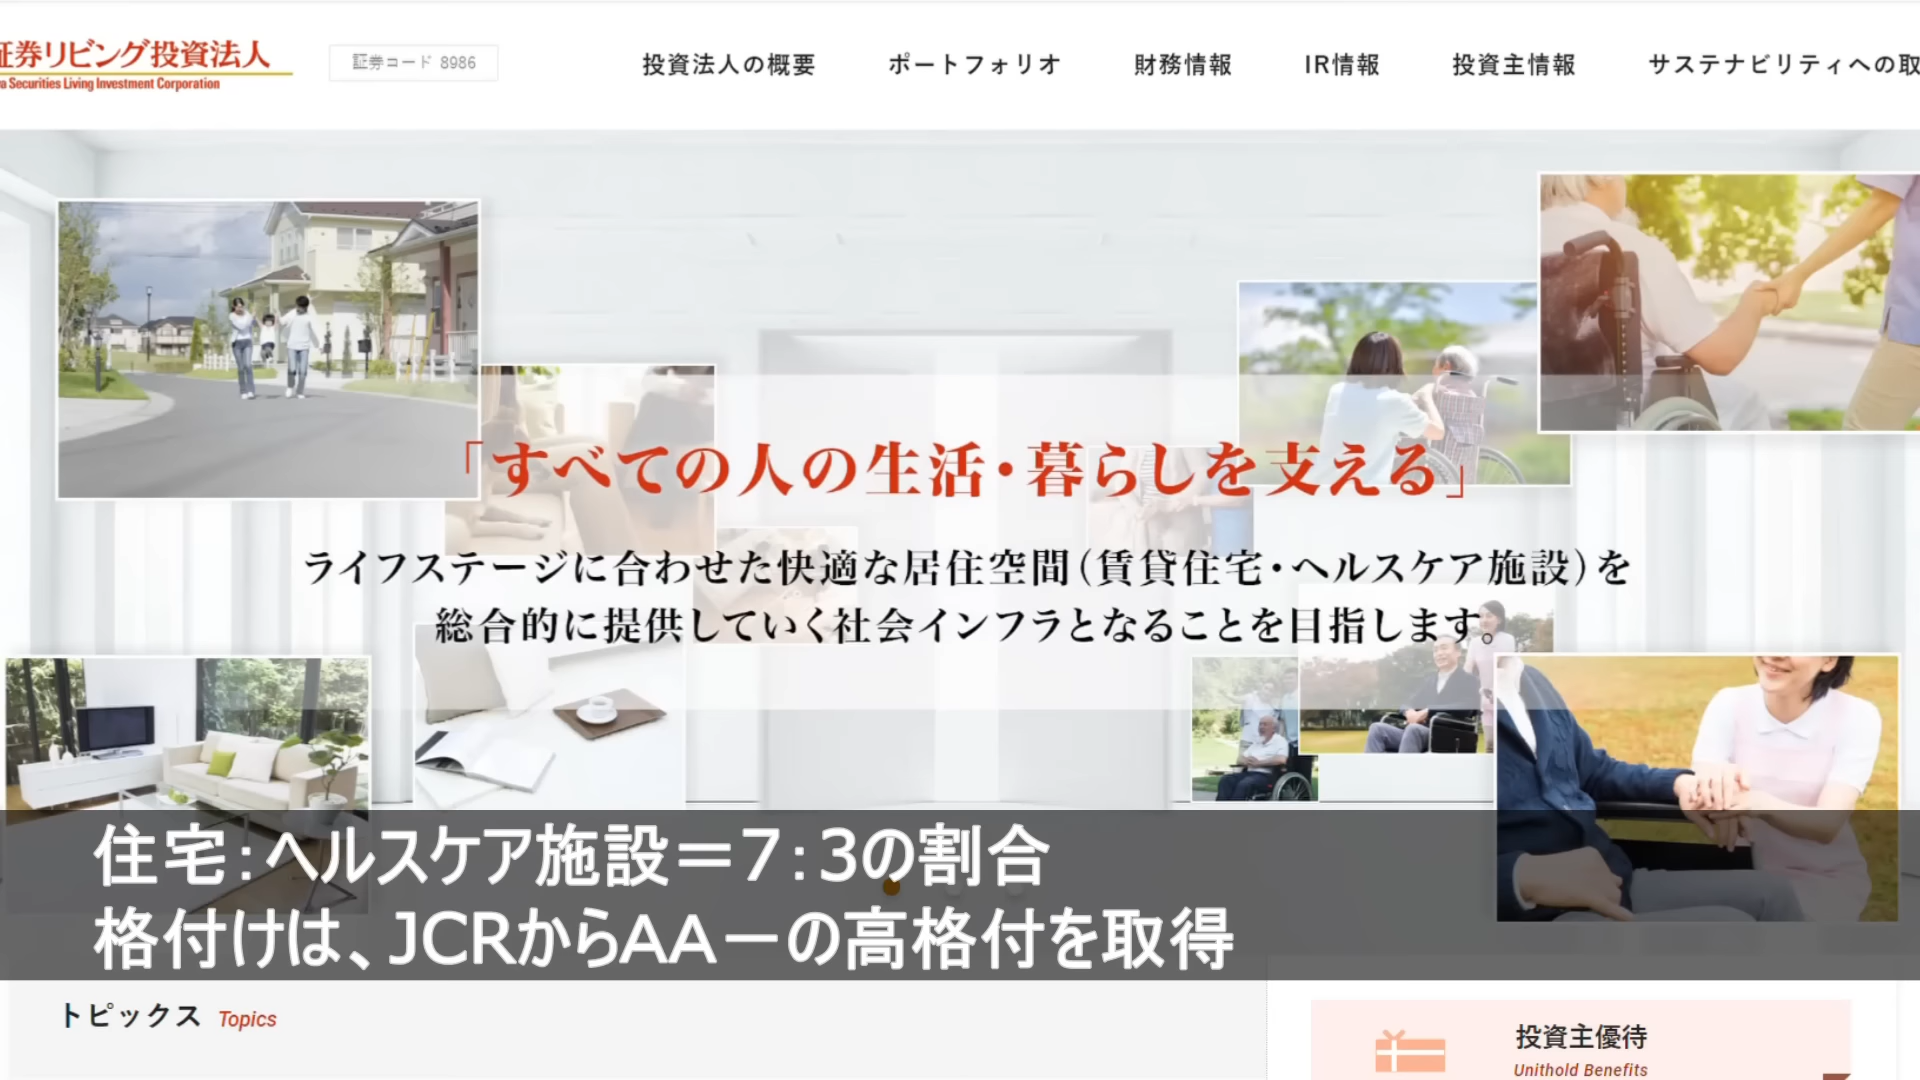 証券リビング投資法人
a Securities Living Investment Corporation
証券コード 8986
投資法人の概要
ポートフォリオ
財務情報
IR情報
投資主情報
サステナビリティへの取
「すべての人の生活・暮らしを支える」
ライフステージに合わせた快適な居住空間(賃貸住宅・ヘルスケア施設)を
総合的に提供していく社会インフラとなることを目指します。
住宅:ヘルスケア施設=7:3の割合
格付けは、JCRからAA-の高格付を取得
トピックス Topics
投資主優待
Unithold Benefits